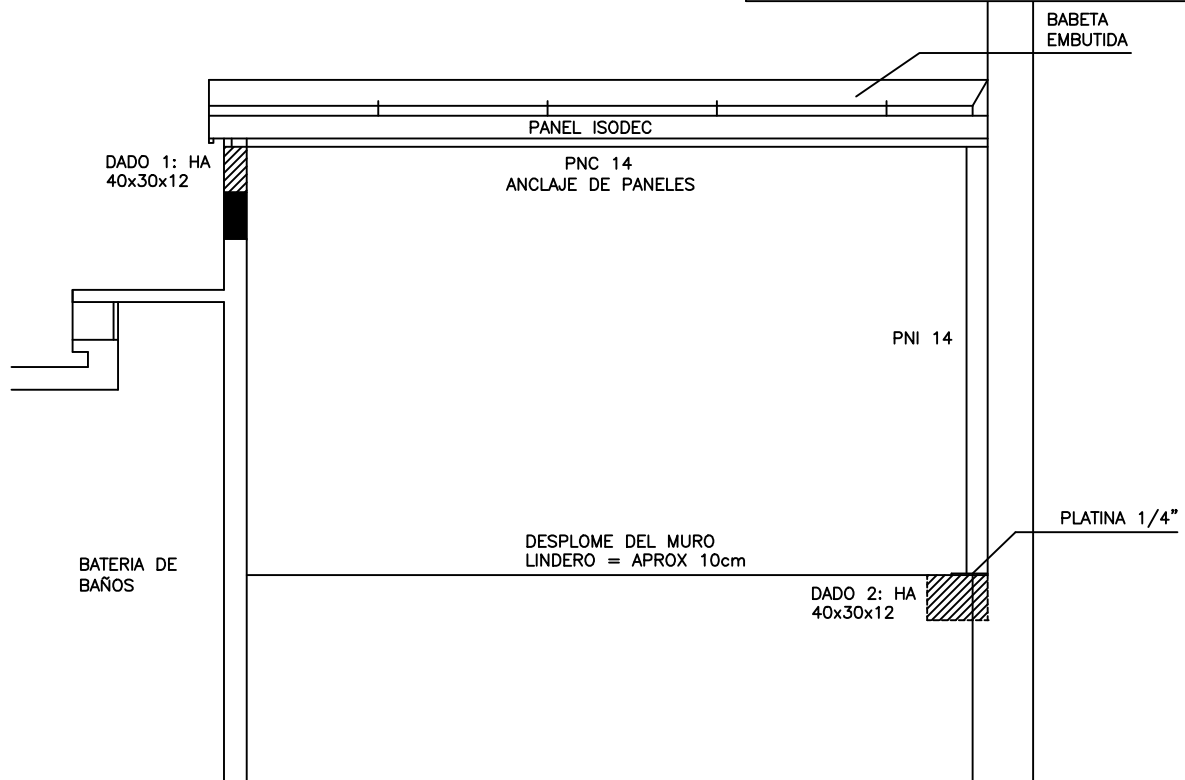 BABETA
EMBUTIDA
PANEL ISODEC
DADO 1: HA
40x30x12
PNC 14
ANCLAJE DE PANELES
PNI 14
PLATINA 1/4"
DESPLOME DEL MURO
LINDERO = APROX 10cm
BATERIA DE
BAÑOS
DADO 2: HA
40x30x12